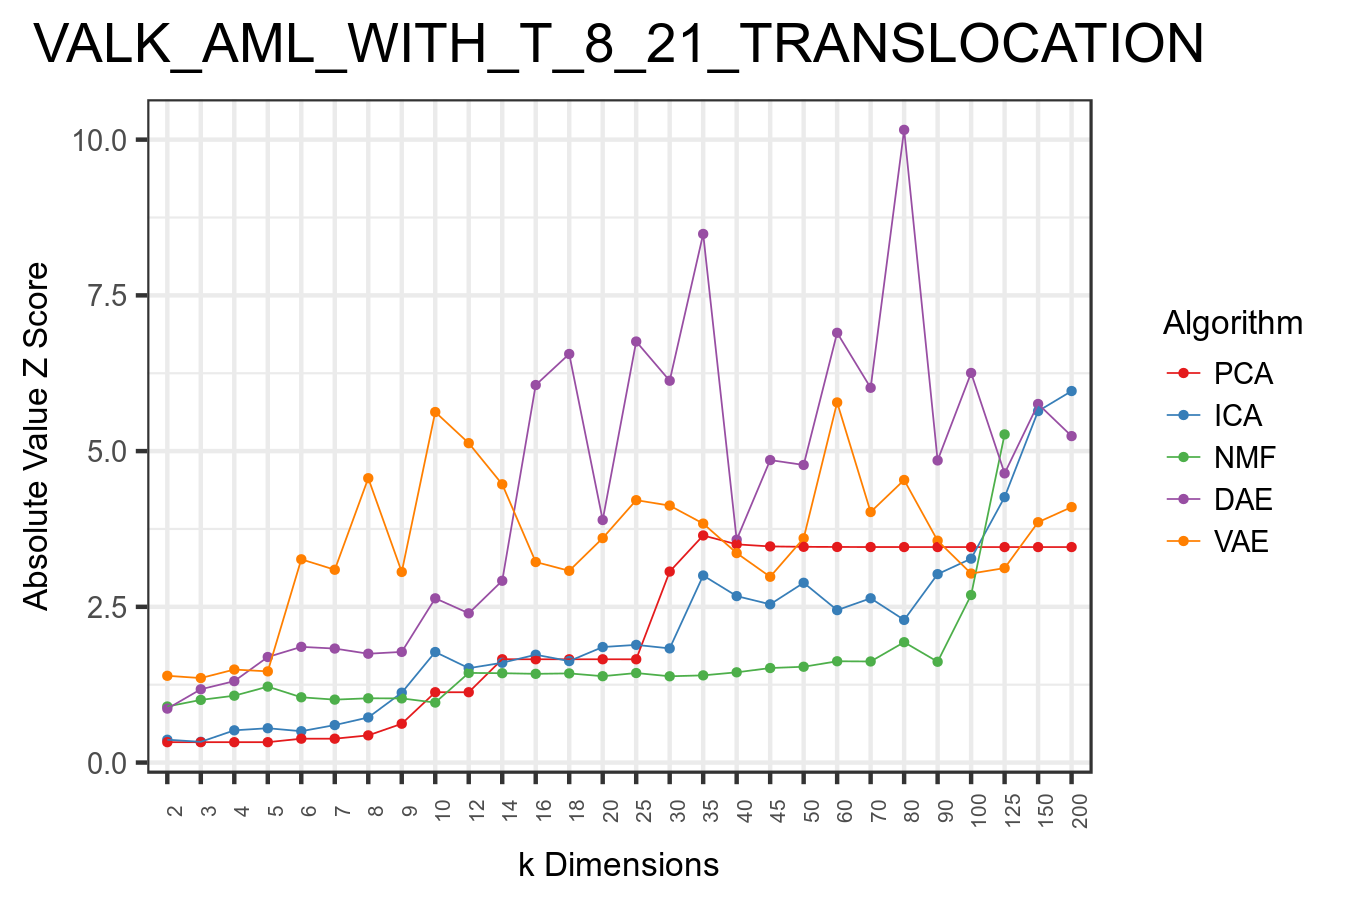 VALK_AML_WITH_T_8_21_TRANSLOCATION
10.0
7.5
5.0
2.5
0.0
Absolute Value Z Score
2 3 4 5 6 7 8 9 10 12 14 16 18 20 25 30 35 40 45 50 60 70 80 90 100 125 150 200
k Dimensions
Algorithm
PCA
ICA
NMF
DAE
VAE